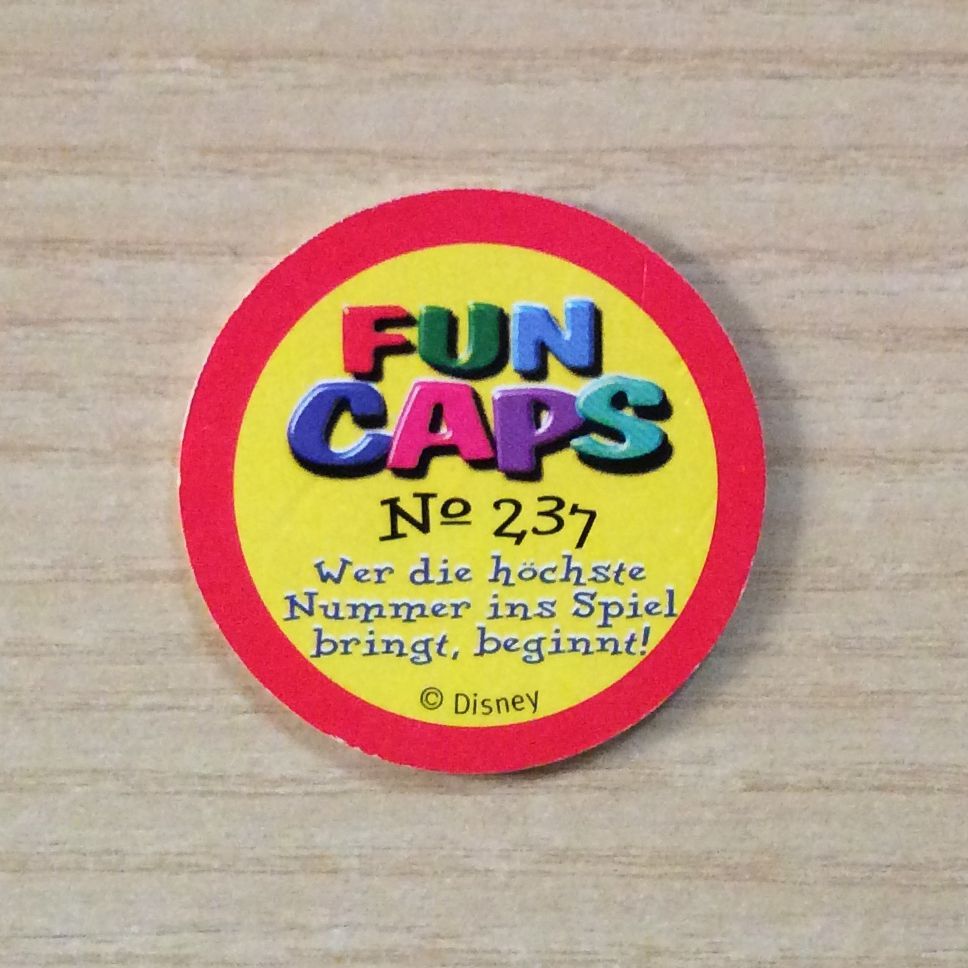 FUN
CAPS
Nº 237
Wer die höchste
Nummer ins Spiel
bringt, beginnt!
© Disney